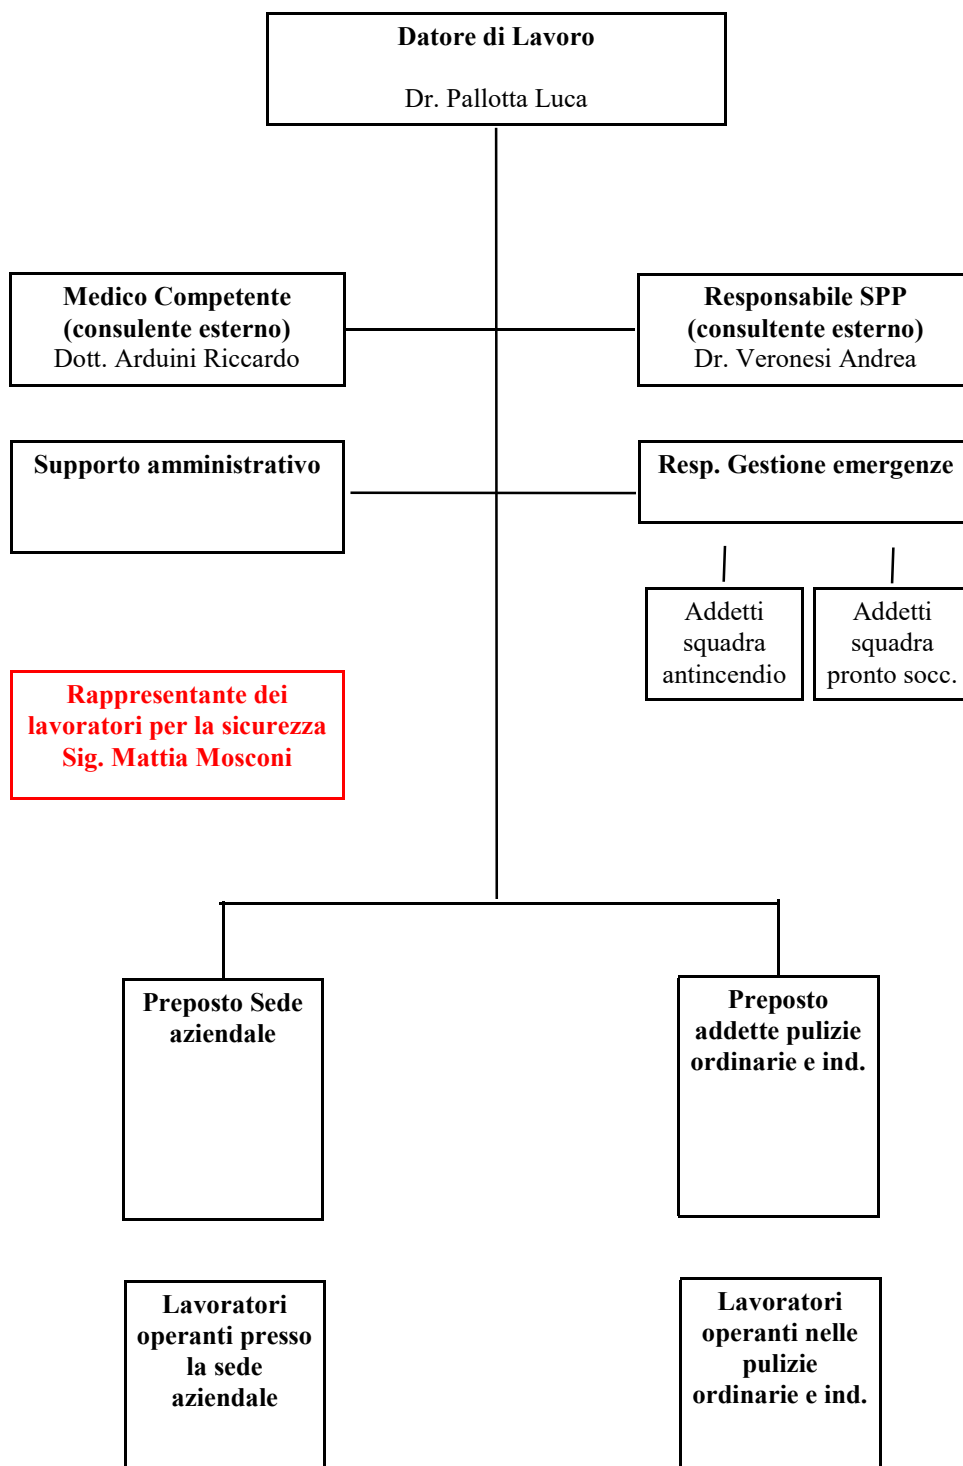 Datore di Lavoro
Dr. Pallotta Luca
Medico Competente
(consulente esterno)
Dott. Arduini Riccardo
Responsabile SPP
(consultente esterno)
Dr. Veronesi Andrea
Supporto amministrativo
Resp. Gestione emergenze
Addetti
squadra
antincendio
Addetti
squadra
pronto socc.
Rappresentante dei
lavoratori per la sicurezza
Sig. Mattia Mosconi
Preposto Sede
aziendale
Preposto
addette pulizie
ordinarie e ind.
Lavoratori
operanti presso
la sede
aziendale
Lavoratori
operanti nelle
pulizie
ordinarie e ind.